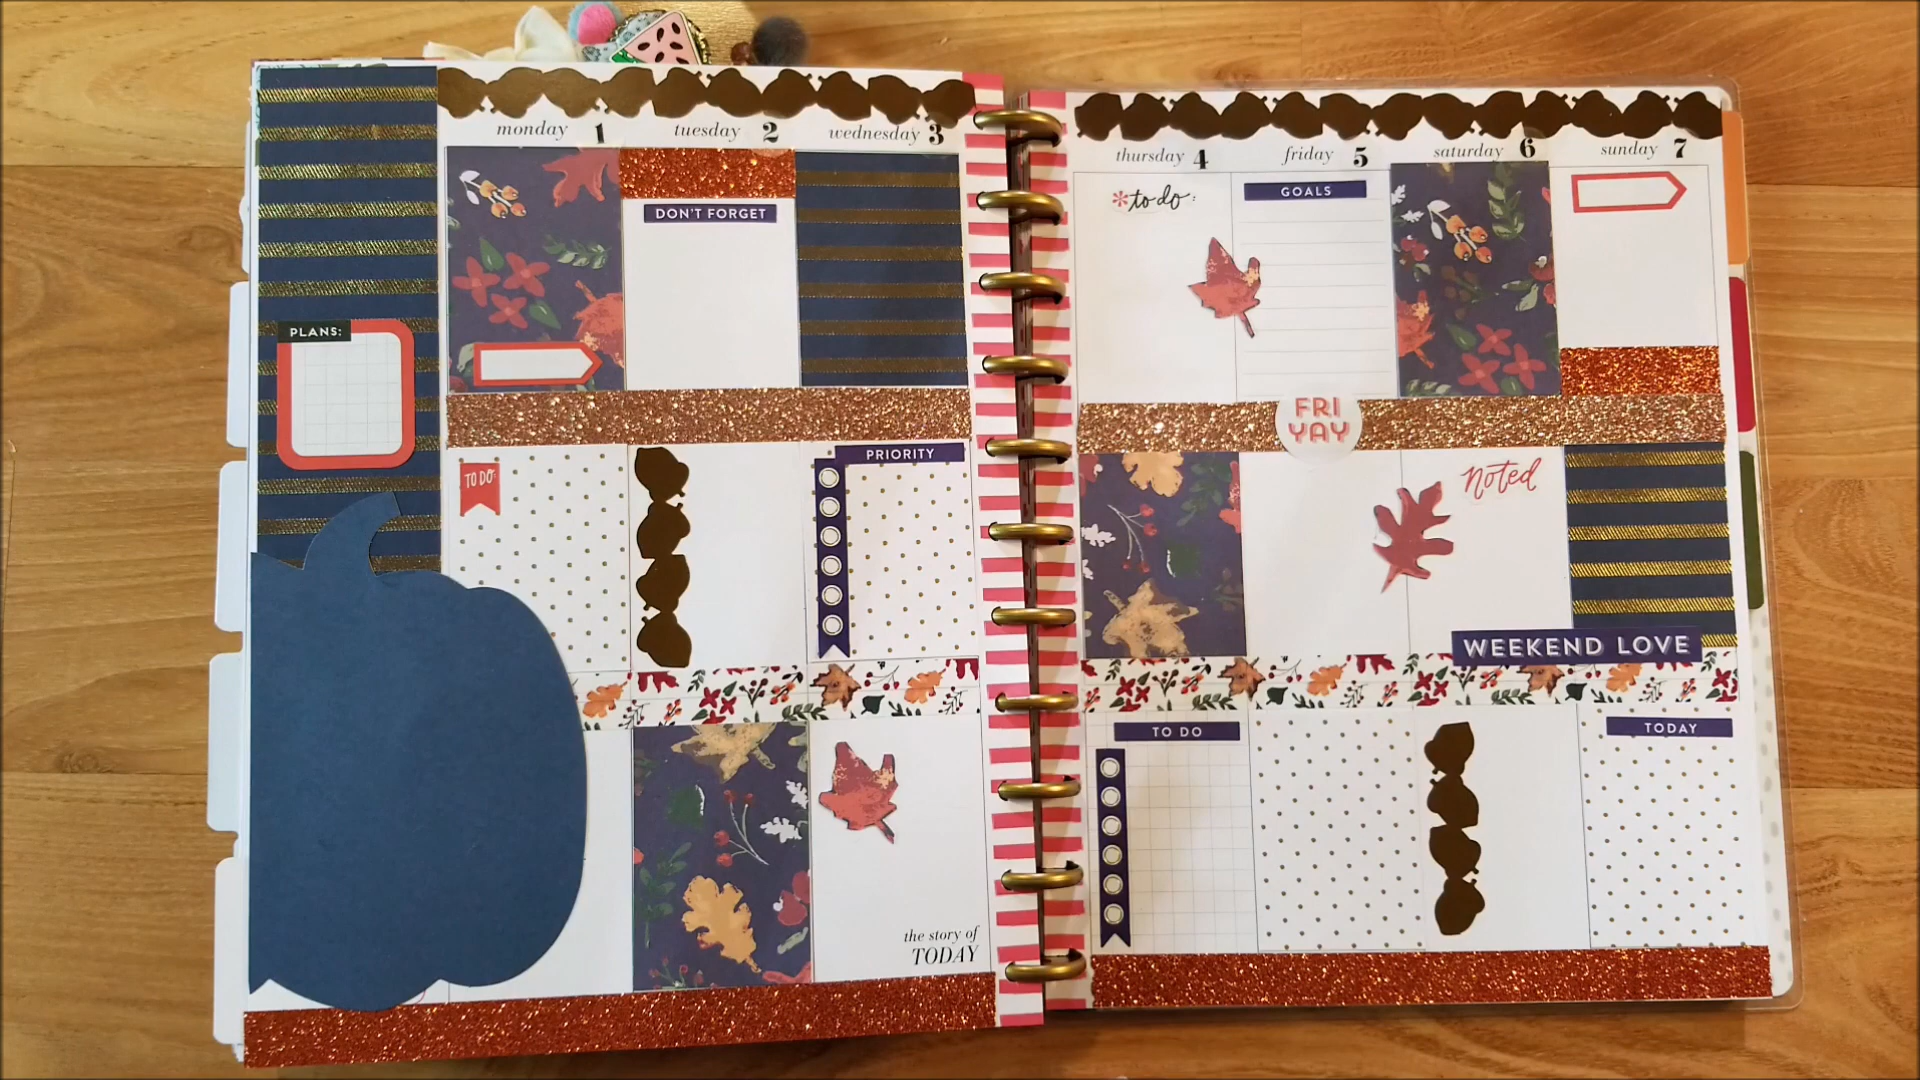 monday 1
tuesday 2
wednesday 3
thursday 4
friday 5
saturday 6
sunday 7
DON'T FORGET
*to do:
GOALS
PLANS:
FRI
YAY
TO DO:
PRIORITY
noted
WEEKEND LOVE
TO DO
TODAY
the story of
TODAY